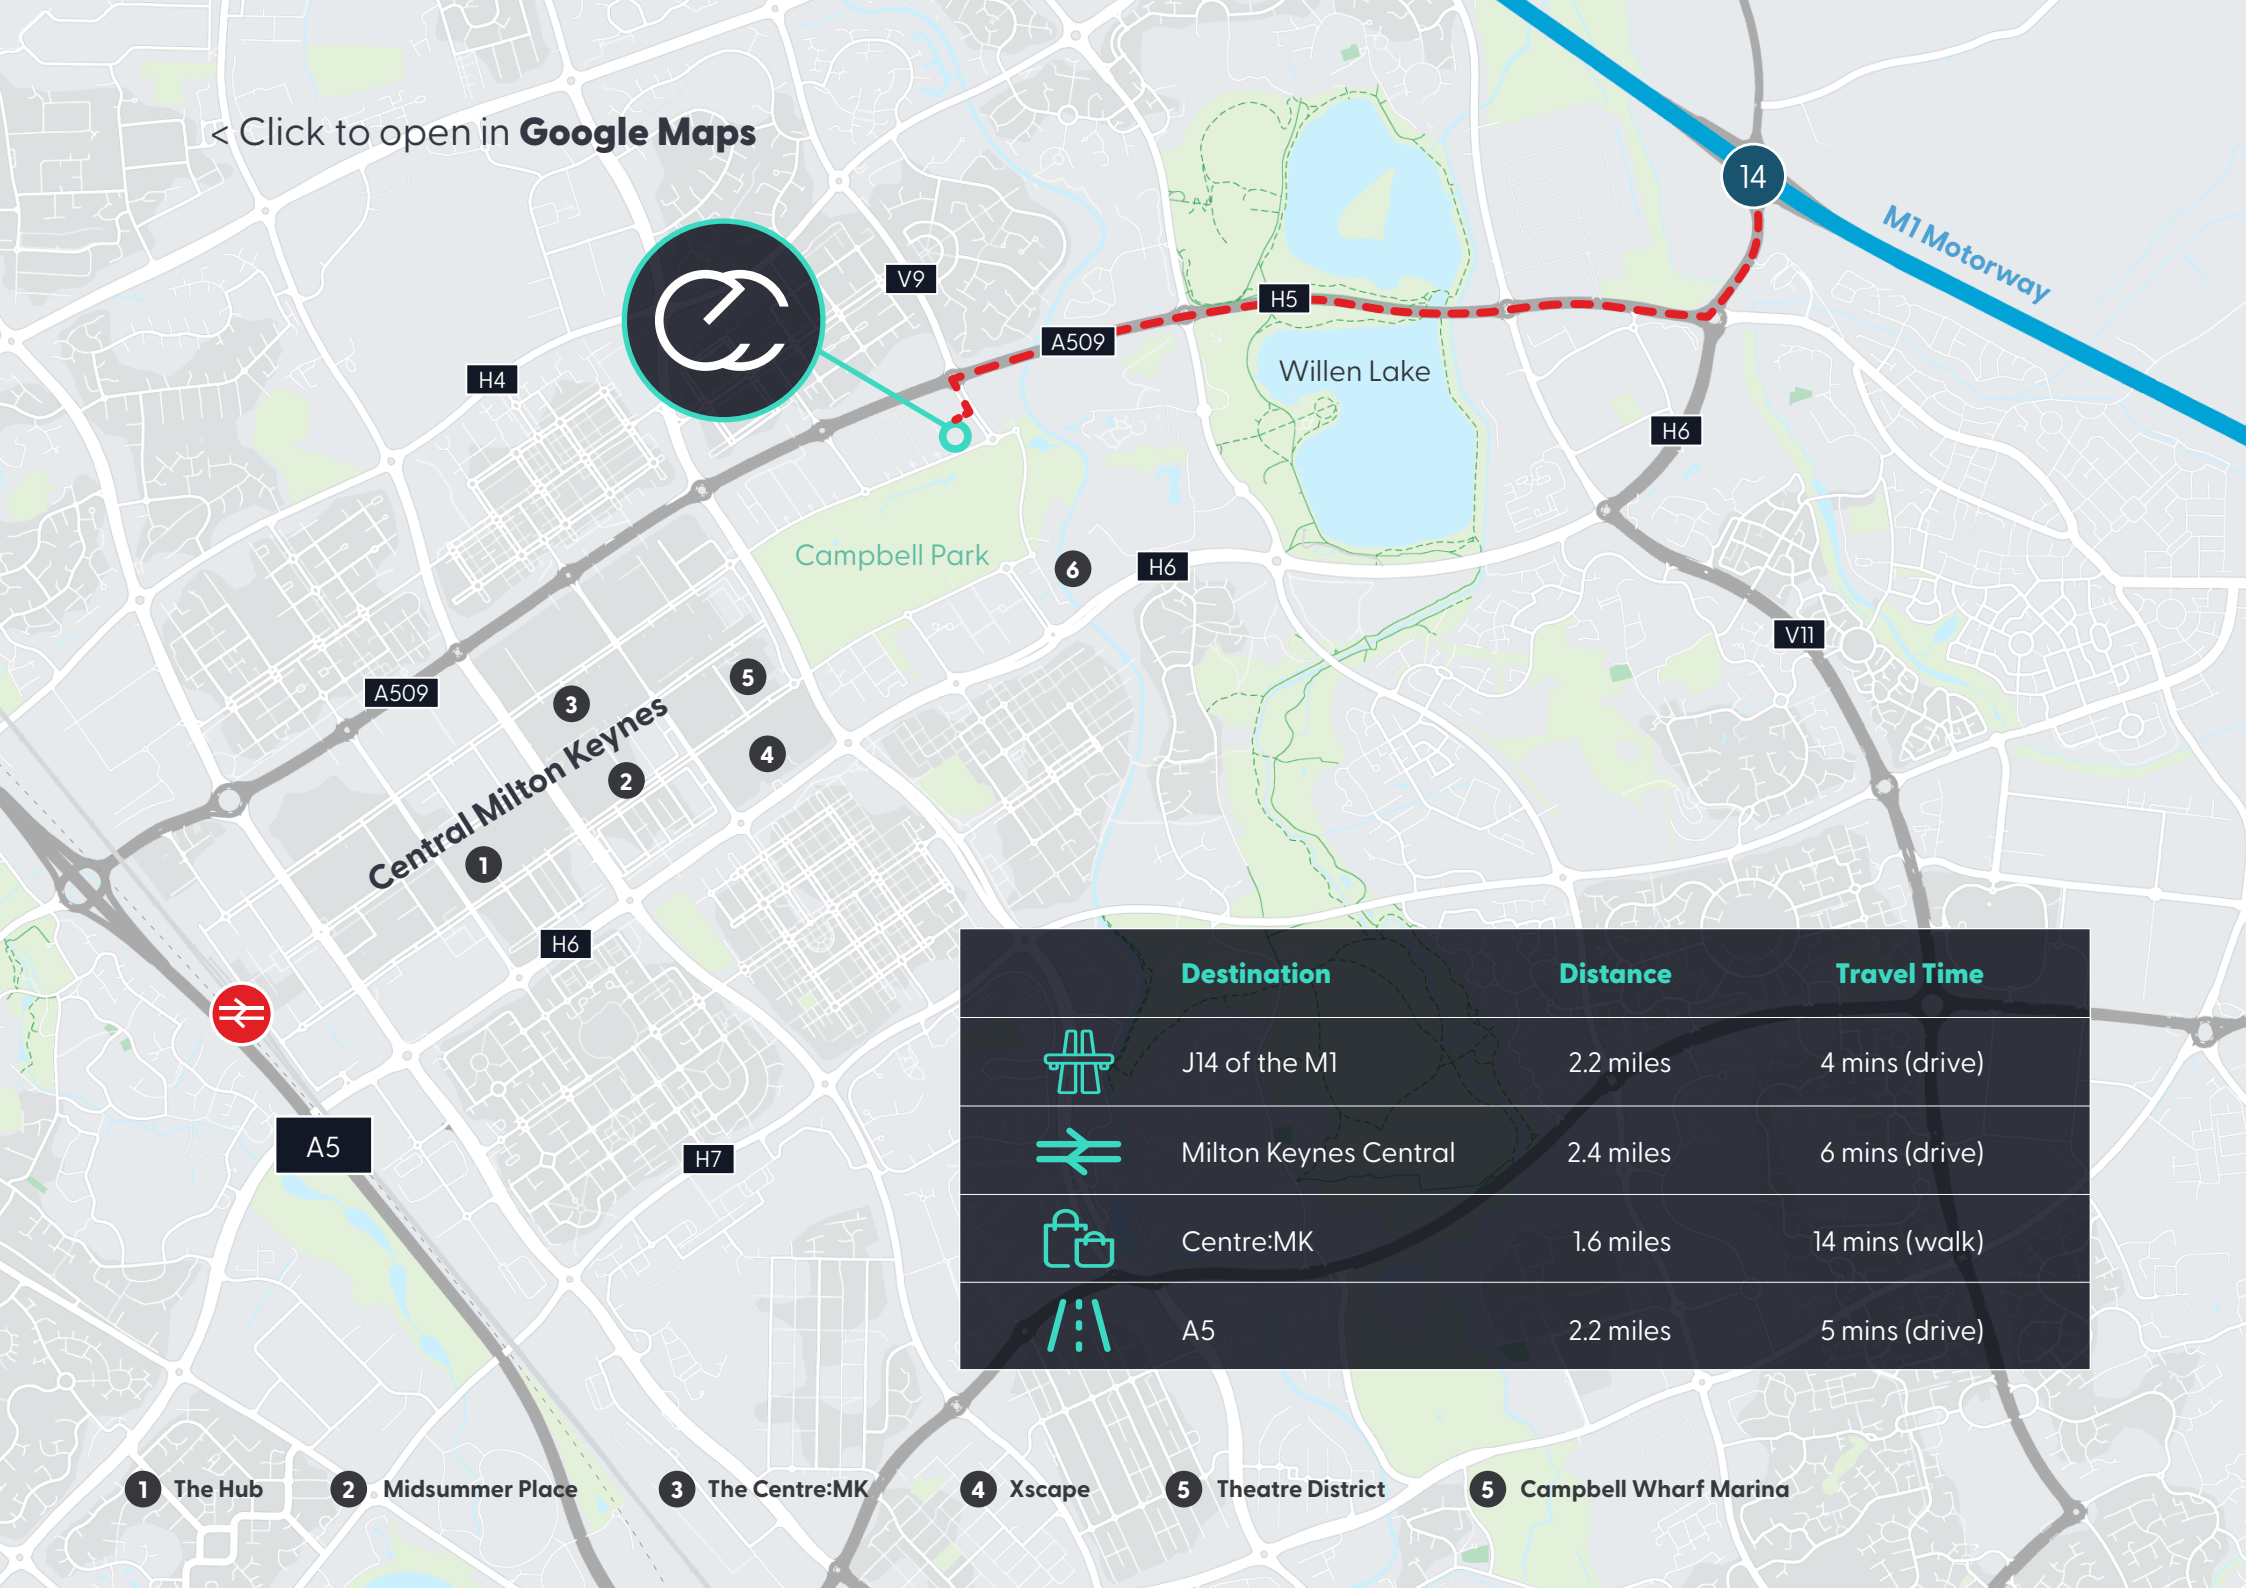 < Click to open in Google Maps
14
M1 Motorway
V9
H5
A509
H4
Willen Lake
H6
Campbell Park
6
H6
V11
5
A509
3
Central Milton Keynes
4
2
1
H6
A5
H7
Destination Distance Travel Time
J14 of the M1 2.2 miles 4 mins (drive)
Milton Keynes Central 2.4 miles 6 mins (drive)
Centre:MK 1.6 miles 14 mins (walk)
A5 2.2 miles 5 mins (drive)
1 The Hub 2 Midsummer Place 3 The Centre:MK 4 Xscape 5 Theatre District 5 Campbell Wharf Marina